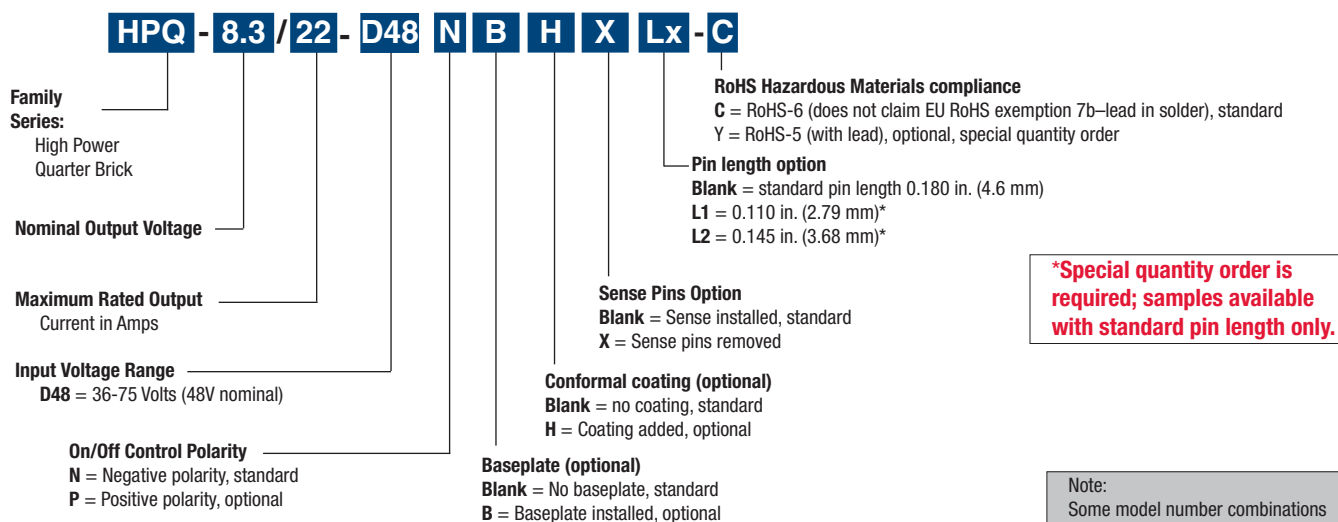 HPQ - 8.3 / 22 - D48 N B H X Lx - C
RoHS Hazardous Materials compliance
C = RoHS-6 (does not claim EU RoHS exemption 7b–lead in solder), standard
Y = RoHS-5 (with lead), optional, special quantity order
Family
Series:
High Power
Quarter Brick
Pin length option
Blank = standard pin length 0.180 in. (4.6 mm)
L1 = 0.110 in. (2.79 mm)*
L2 = 0.145 in. (3.68 mm)*
Nominal Output Voltage
*Special quantity order is
required; samples available
with standard pin length only.
Maximum Rated Output
Current in Amps
Sense Pins Option
Blank = Sense installed, standard
X = Sense pins removed
Input Voltage Range
D48 = 36-75 Volts (48V nominal)
Conformal coating (optional)
Blank = no coating, standard
H = Coating added, optional
On/Off Control Polarity
N = Negative polarity, standard
P = Positive polarity, optional
Baseplate (optional)
Blank = No baseplate, standard
B = Baseplate installed, optional
Note:
Some model number combinations